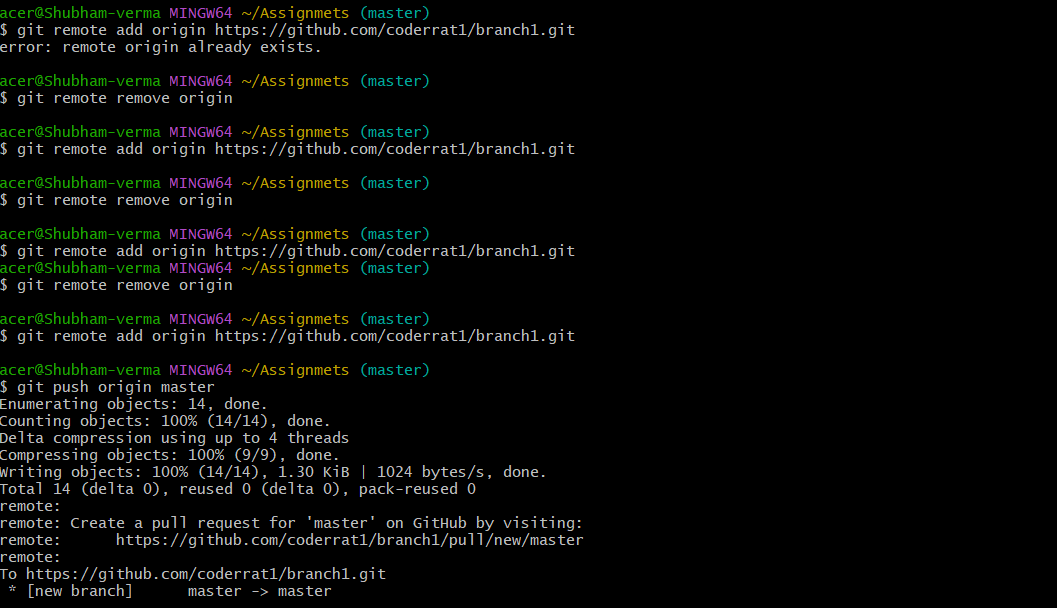 acer@Shubham-verma MINGW64 ~/Assignmets (master)
$ git remote add origin https://github.com/coderrat1/branch1.git
error: remote origin already exists.
acer@Shubham-verma MINGW64 ~/Assignmets (master)
$ git remote remove origin
acer@Shubham-verma MINGW64 ~/Assignmets (master)
$ git remote add origin https://github.com/coderrat1/branch1.git
acer@Shubham-verma MINGW64 ~/Assignmets (master)
$ git remote remove origin
acer@Shubham-verma MINGW64 ~/Assignmets (master)
$ git remote add origin https://github.com/coderrat1/branch1.git
acer@Shubham-verma MINGW64 ~/Assignmets (master)
$ git remote remove origin
acer@Shubham-verma MINGW64 ~/Assignmets (master)
$ git remote add origin https://github.com/coderrat1/branch1.git
acer@Shubham-verma MINGW64 ~/Assignmets (master)
$ git push origin master
Enumerating objects: 14, done.
Counting objects: 100% (14/14), done.
Delta compression using up to 4 threads
Compressing objects: 100% (9/9), done.
Writing objects: 100% (14/14), 1.30 KiB | 1024 bytes/s, done.
Total 14 (delta 0), reused 0 (delta 0), pack-reused 0
remote:
remote: Create a pull request for 'master' on GitHub by visiting:
remote:      https://github.com/coderrat1/branch1/pull/new/master
remote:
To https://github.com/coderrat1/branch1.git
 * [new branch]      master -> master